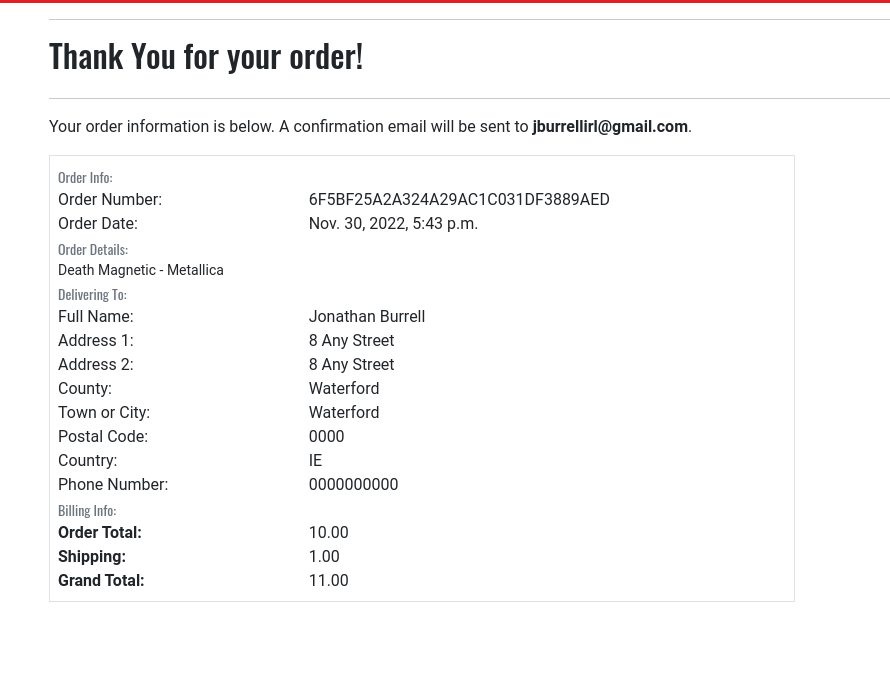 Thank You for your order!
Your order information is below. A confirmation email will be sent to jburrellirl@gmail.com.
Order Info:
Order Number: 6F5BF25A2A324A29AC1C031DF3889AED
Order Date: Nov. 30, 2022, 5:43 p.m.
Order Details:
Death Magnetic - Metallica
Delivering To:
Full Name: Jonathan Burrell
Address 1: 8 Any Street
Address 2: 8 Any Street
County: Waterford
Town or City: Waterford
Postal Code: 0000
Country: IE
Phone Number: 0000000000
Billing Info:
Order Total: 10.00
Shipping: 1.00
Grand Total: 11.00